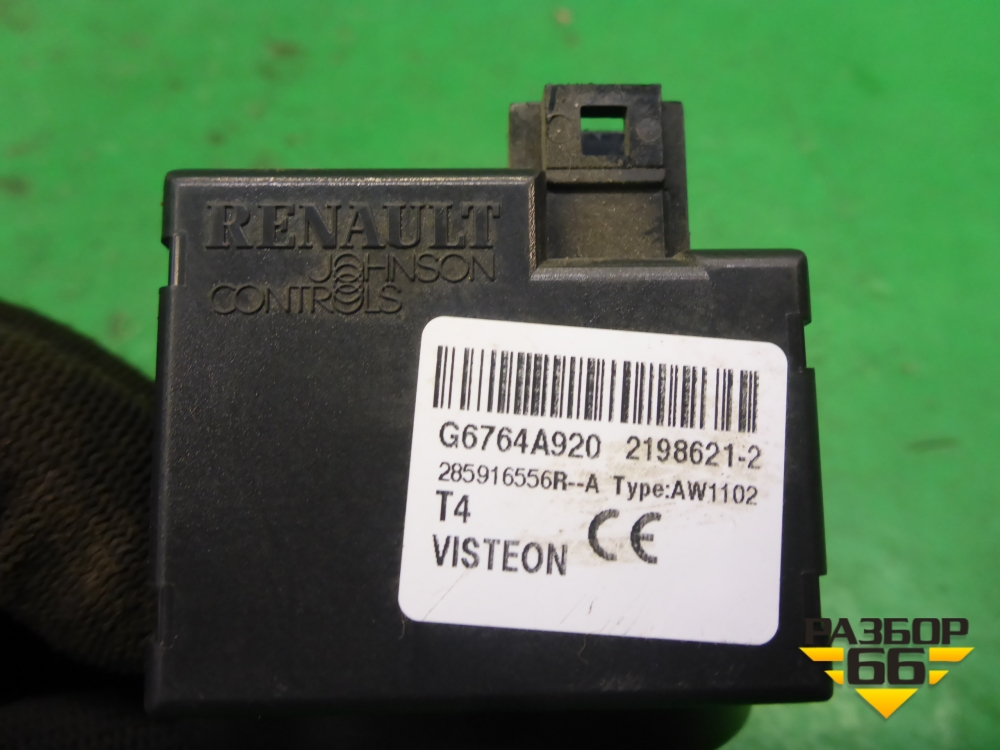 RENAULT
JOHNSON
CONTROLS
G6764A920 2198621-2
285916556R--A Type:AW1102
T4
CE
VISTEON
РАЗБОР
66